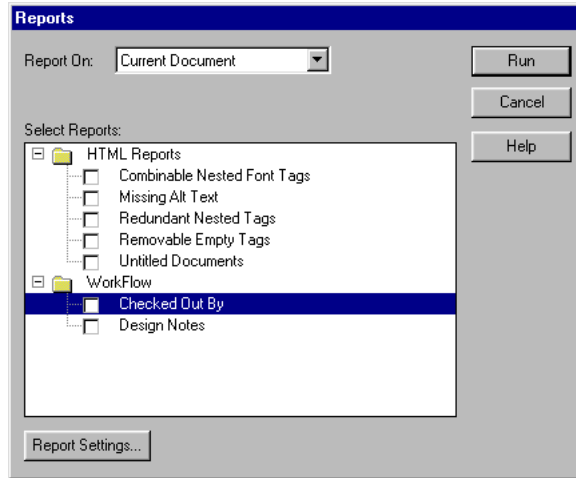 Reports
Report On: Current Document
Run
Cancel
Help
Select Reports:
HTML Reports
Combinable Nested Font Tags
Missing Alt Text
Redundant Nested Tags
Removable Empty Tags
Untitled Documents
WorkFlow
Checked Out By
Design Notes
Report Settings...